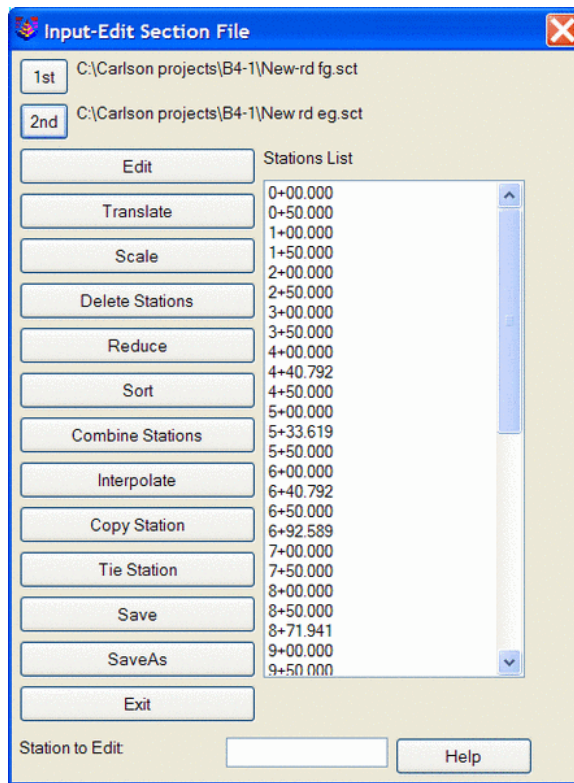 Input-Edit Section File
1st C:\Carlson projects\B4-1\New-rd fg.sct
2nd C:\Carlson projects\B4-1\New rd eg.sct
Edit
Translate
Scale
Delete Stations
Reduce
Sort
Combine Stations
Interpolate
Copy Station
Tie Station
Save
SaveAs
Exit
Stations List
0+00.000
0+50.000
1+00.000
1+50.000
2+00.000
2+50.000
3+00.000
3+50.000
4+00.000
4+40.792
4+50.000
5+00.000
5+33.619
5+50.000
6+00.000
6+40.792
6+50.000
6+92.589
7+00.000
7+50.000
8+00.000
8+50.000
8+71.941
9+00.000
9+50.000
Station to Edit:
Help